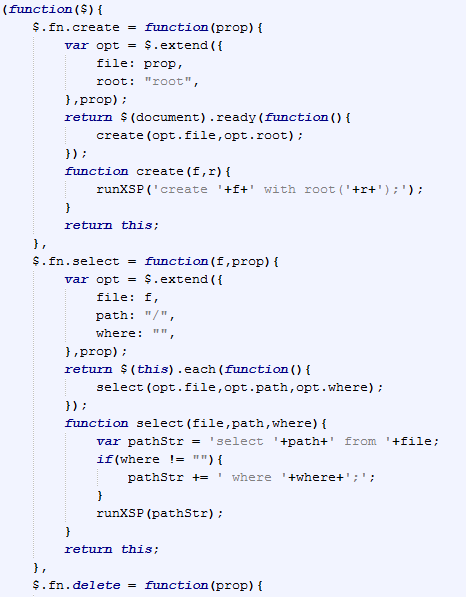 (function($){
$.fn.create = function(prop){
var opt = $.extend({
file: prop,
root: "root",
},prop);
return $(document).ready(function(){
create(opt.file,opt.root);
});
function create(f,r){
runXSP('create '+f+' with root('+r+');');
}
return this;
},
$.fn.select = function(f,prop){
var opt = $.extend({
file: f,
path: "/",
where: "",
},prop);
return $(this).each(function(){
select(opt.file,opt.path,opt.where);
});
function select(file,path,where){
var pathStr = 'select '+path+' from '+file;
if(where != ""){
pathStr += ' where '+where+';';
}
runXSP(pathStr);
}
return this;
},
$.fn.delete = function(prop){